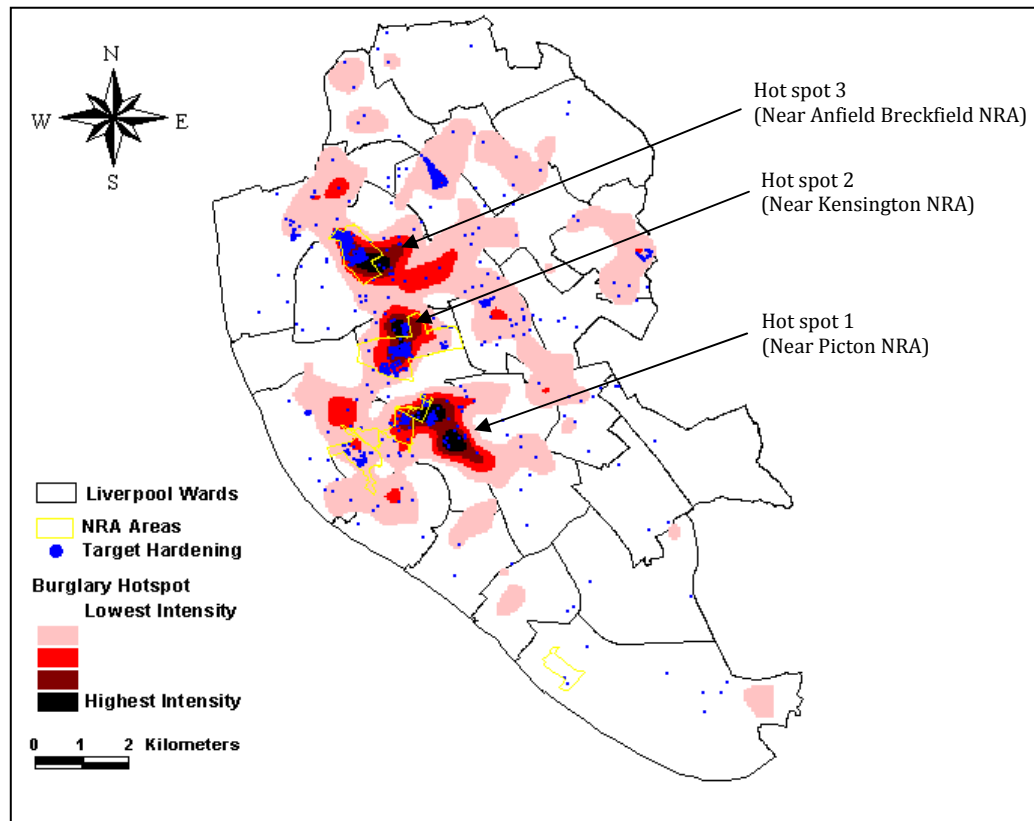 N
W E
S
Hot spot 3
(Near Anfield Breckfield NRA)
Hot spot 2
(Near Kensington NRA)
Hot spot 1
(Near Picton NRA)
Liverpool Wards
NRA Areas
Target Hardening
Burglary Hotspot
Lowest Intensity
Highest Intensity
0 1 2 Kilometers